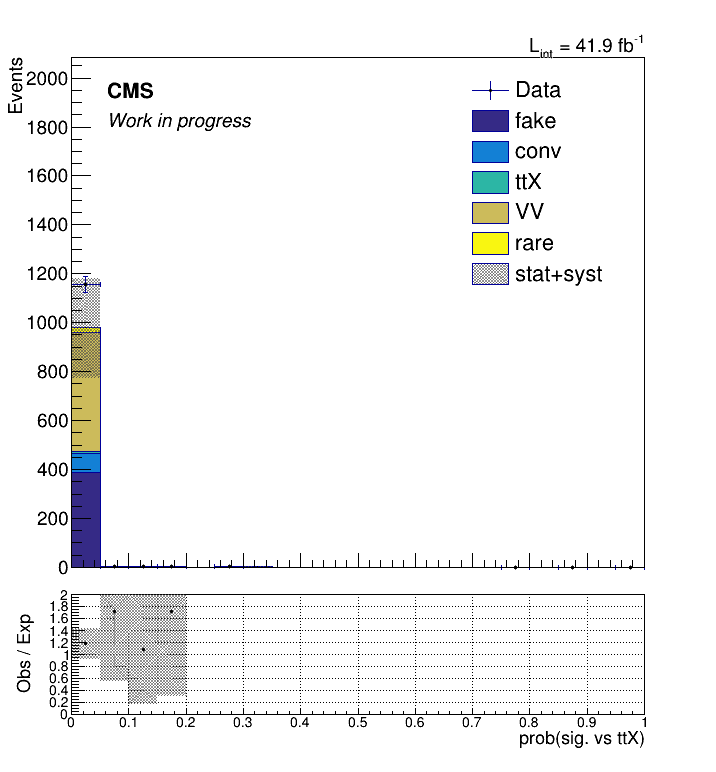 L_int = 41.9 fb^-1
Events
CMS
Work in progress
Data
fake
conv
ttX
VV
rare
stat+syst
2000
1800
1600
1400
1200
1000
800
600
400
200
0
Obs / Exp
2
1.8
1.6
1.4
1.2
1
0.8
0.6
0.4
0.2
0
0 0.1 0.2 0.3 0.4 0.5 0.6 0.7 0.8 0.9 1
prob(sig. vs ttX)